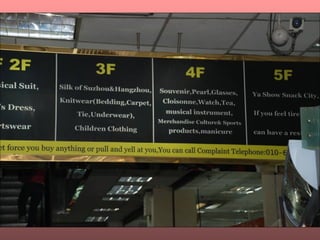 F 2F
sical Suit,
's Dress,
rtswear
3F
Silk of Suzhou&Hangzhou,
Knitwear(Bedding,Carpet,
Tie,Underwear),
Children Clothing
4F
Souvenir,Pearl,Glasses,
Cloisonne,Watch,Tea,
musical instrument,
Merchandise Culture& Sports
products,manicure
5F
Ya Show Snack City,
If you feel tire
can have a res
et force you buy anything or pull and yell at you,You can call Complaint Telephone:010-6